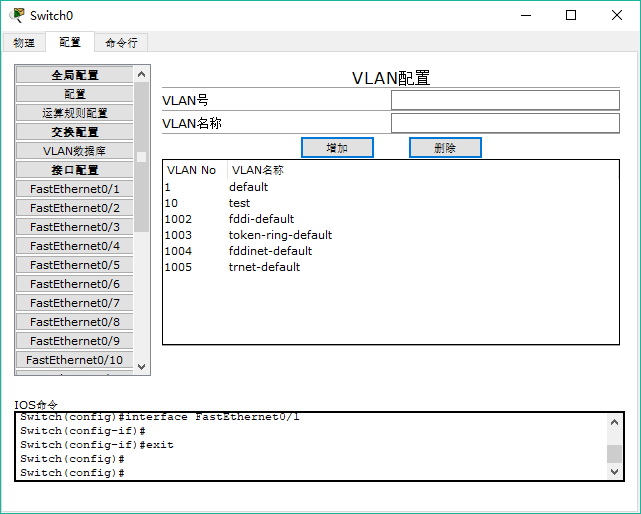 Switch0
物理 配置 命令行
全局配置
配置
运算规则配置
交换配置
VLAN数据库
接口配置
FastEthernet0/1
FastEthernet0/2
FastEthernet0/3
FastEthernet0/4
FastEthernet0/5
FastEthernet0/6
FastEthernet0/7
FastEthernet0/8
FastEthernet0/9
FastEthernet0/10
VLAN配置
VLAN号
VLAN名称
增加 删除
VLAN No VLAN名称
1 default
10 test
1002 fddi-default
1003 token-ring-default
1004 fddinet-default
1005 trnet-default
IOS命令
Switch(config)#interface FastEthernet0/1
Switch(config-if)#
Switch(config-if)#exit
Switch(config)#
Switch(config)#